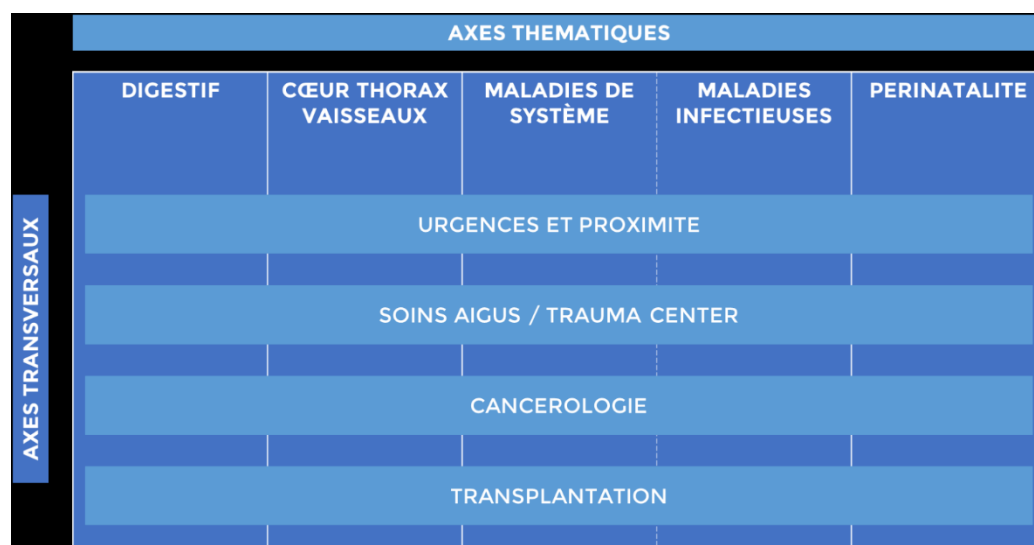 AXES THEMATIQUES
DIGESTIF
CŒUR THORAX
VAISSEAUX
MALADIES DE
SYSTÈME
MALADIES
INFECTIEUSES
PERINATALITE
AXES TRANSVERSAUX
URGENCES ET PROXIMITE
SOINS AIGUS / TRAUMA CENTER
CANCEROLOGIE
TRANSPLANTATION